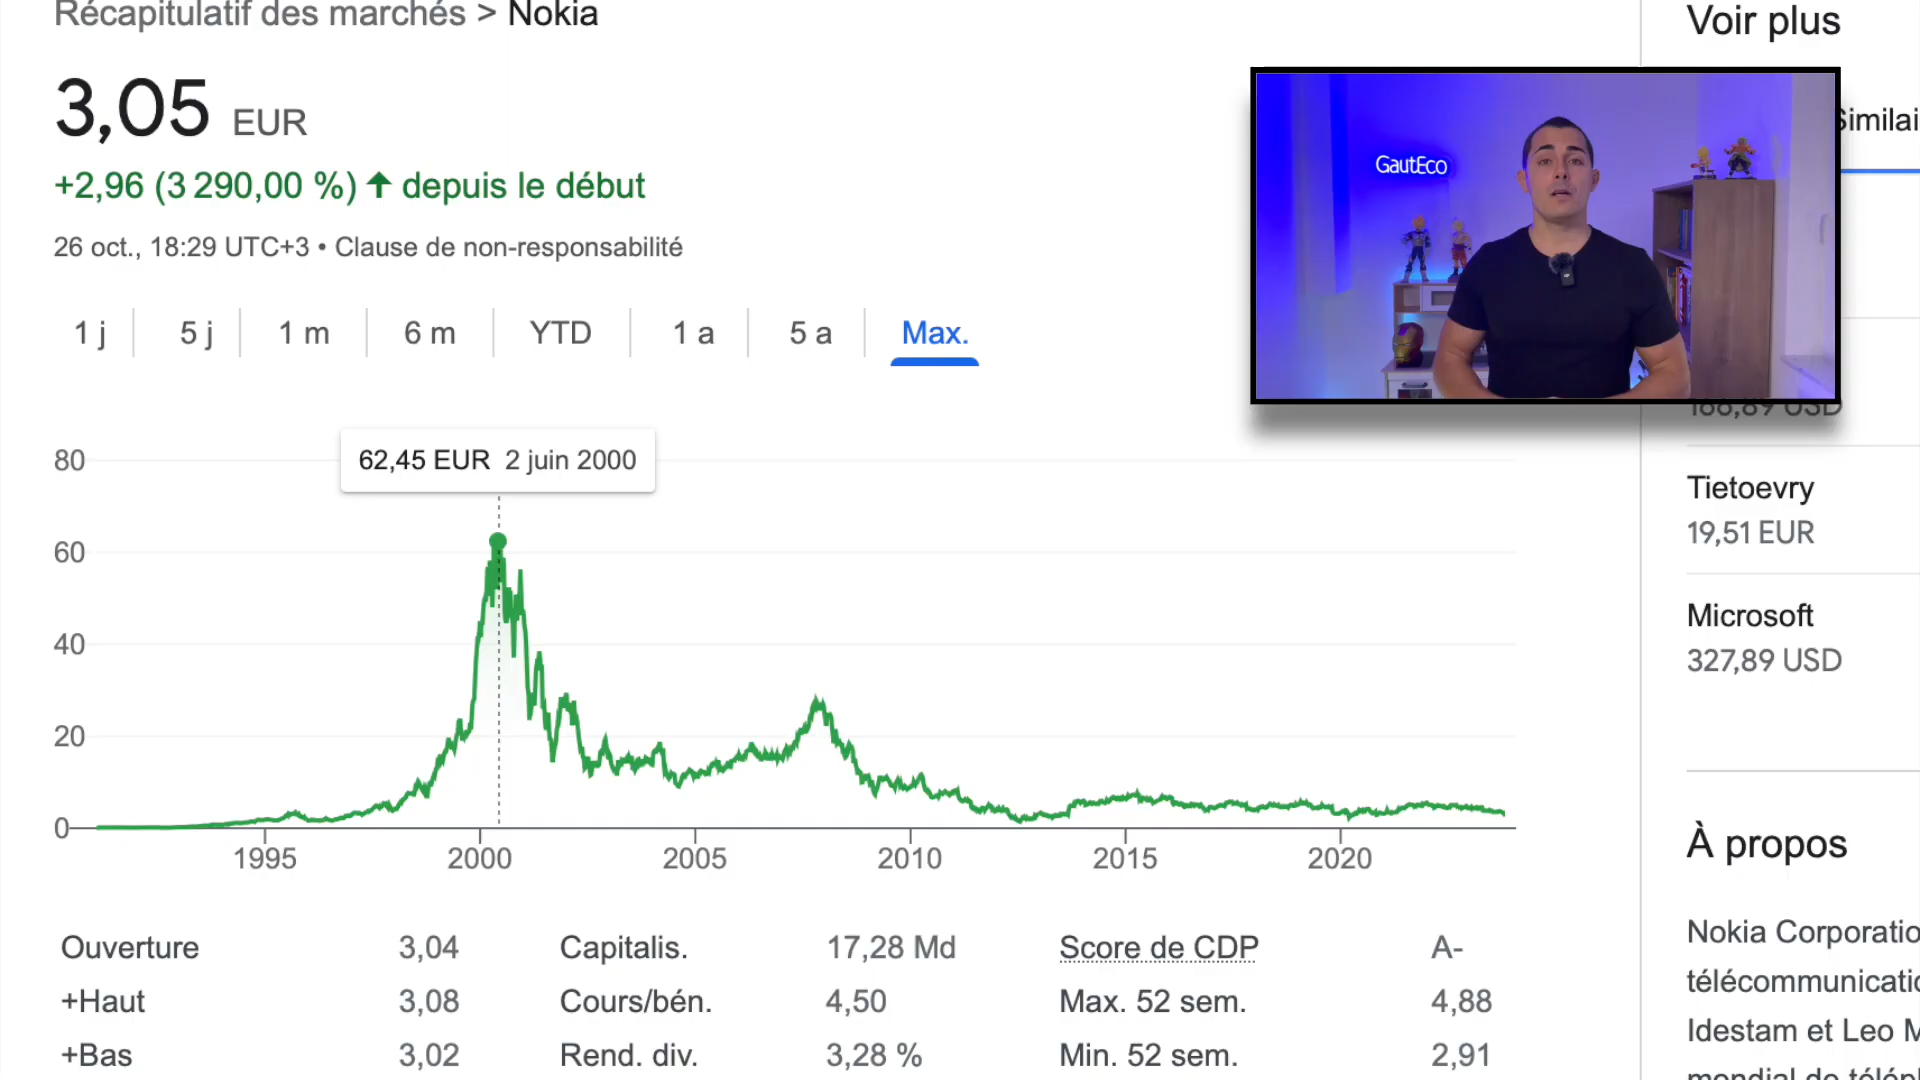 Récapitulatif des marchés > Nokia
3,05 EUR
+2,96 (3 290,00 %) ↑ depuis le début
26 oct., 18:29 UTC+3 • Clause de non-responsabilité
1 j 5 j 1 m 6 m YTD 1 a 5 a Max.
62,45 EUR 2 juin 2000
80
60
40
20
0
1995 2000 2005 2010 2015 2020
Ouverture 3,04 Capitalis. 17,28 Md Score de CDP A-
+Haut 3,08 Cours/bén. 4,50 Max. 52 sem. 4,88
+Bas 3,02 Rend. div. 3,28 % Min. 52 sem. 2,91
GautEco
Voir plus
Similai
USD
Tietoevry
19,51 EUR
Microsoft
327,89 USD
À propos
Nokia Corporatio
télécommunicatio
Idestam et Leo M
mondial de télép